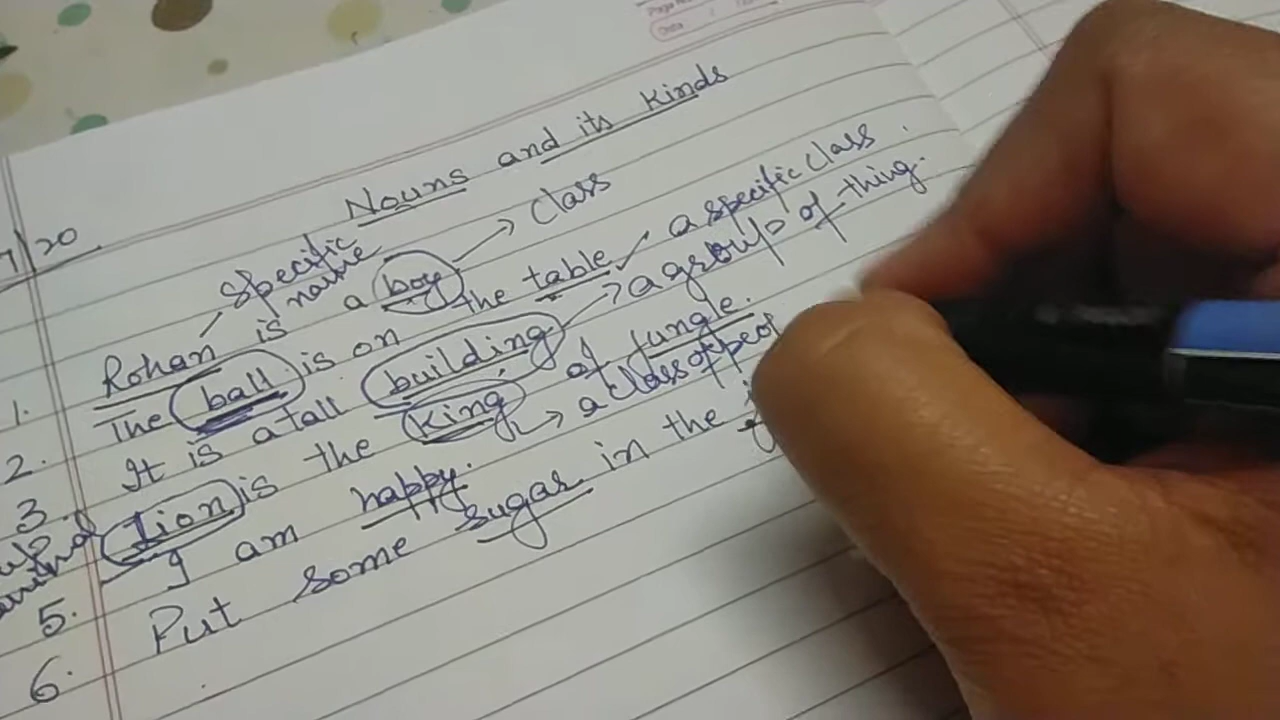 Nouns and its kinds
20
Specific name
class
1. Rohan is a boy
a specific class.
2. The ball is on the table
a group of thing.
3. It is a tall building
Lion is the king of Jungle.
a class of
5. I am happy.
6. Put some sugar in the